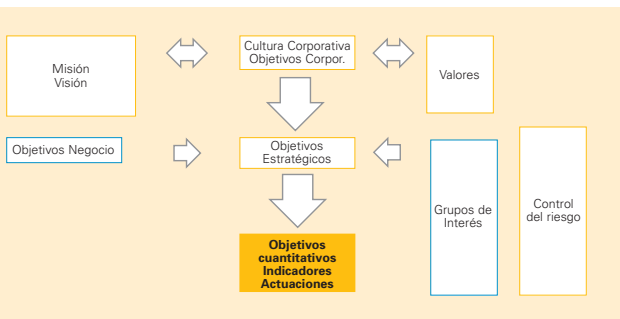 Misión
Visión
Cultura Corporativa
Objetivos Corpor.
Valores
Objetivos Negocio
Objetivos
Estratégicos
Grupos de
Interés
Control
del riesgo
Objetivos
cuantitativos
Indicadores
Actuaciones